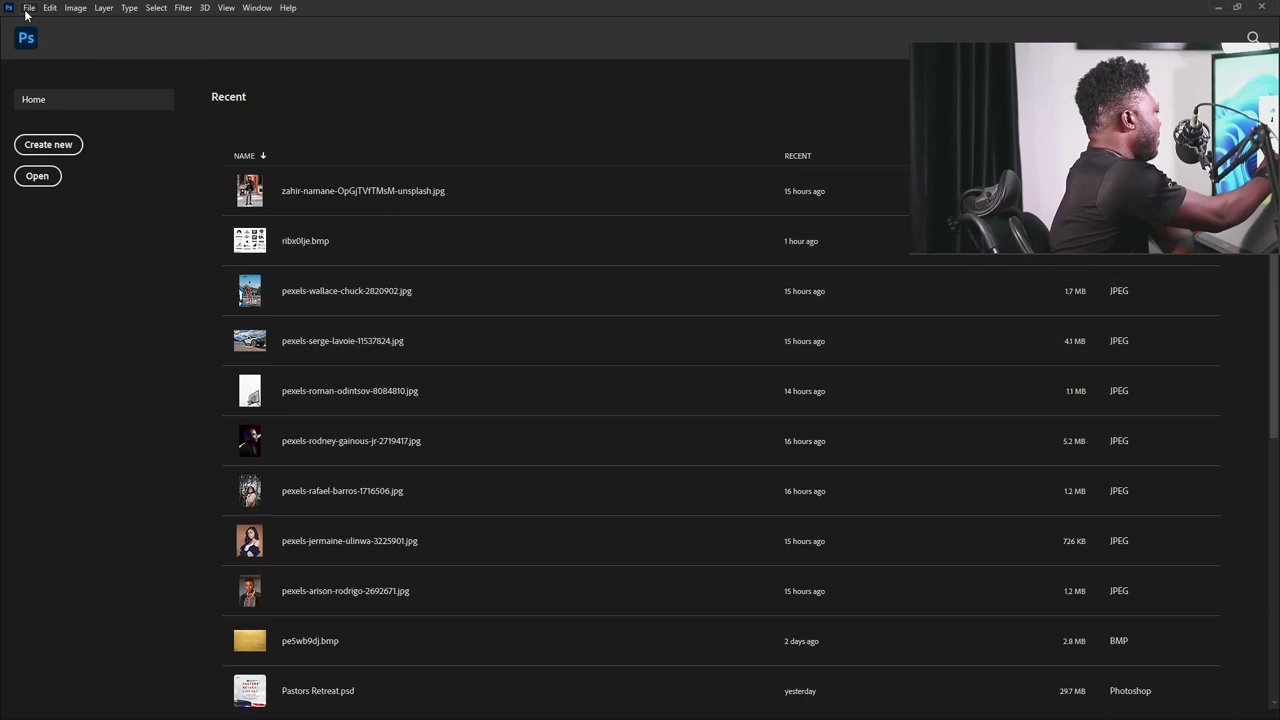 Ps File Edit Image Layer Type Select Filter 3D View Window Help
Ps
Home
Recent
Create new
Open
NAME RECENT
zahir-namane-OpGjTVfTMsM-unsplash.jpg 15 hours ago
ribx0lje.bmp 1 hour ago
pexels-wallace-chuck-2820902.jpg 15 hours ago 1.7 MB JPEG
pexels-serge-lavoie-11537824.jpg 15 hours ago 4.1 MB JPEG
pexels-roman-odintsov-8084810.jpg 14 hours ago 1.1 MB JPEG
pexels-rodney-gainous-jr-2719417.jpg 16 hours ago 5.2 MB JPEG
pexels-rafael-barros-1716506.jpg 16 hours ago 1.2 MB JPEG
pexels-jermaine-ulinwa-3225901.jpg 15 hours ago 726 KB JPEG
pexels-arison-rodrigo-2692671.jpg 15 hours ago 1.2 MB JPEG
pe5wb9dj.bmp 2 days ago 2.8 MB BMP
Pastors Retreat.psd yesterday 29.7 MB Photoshop